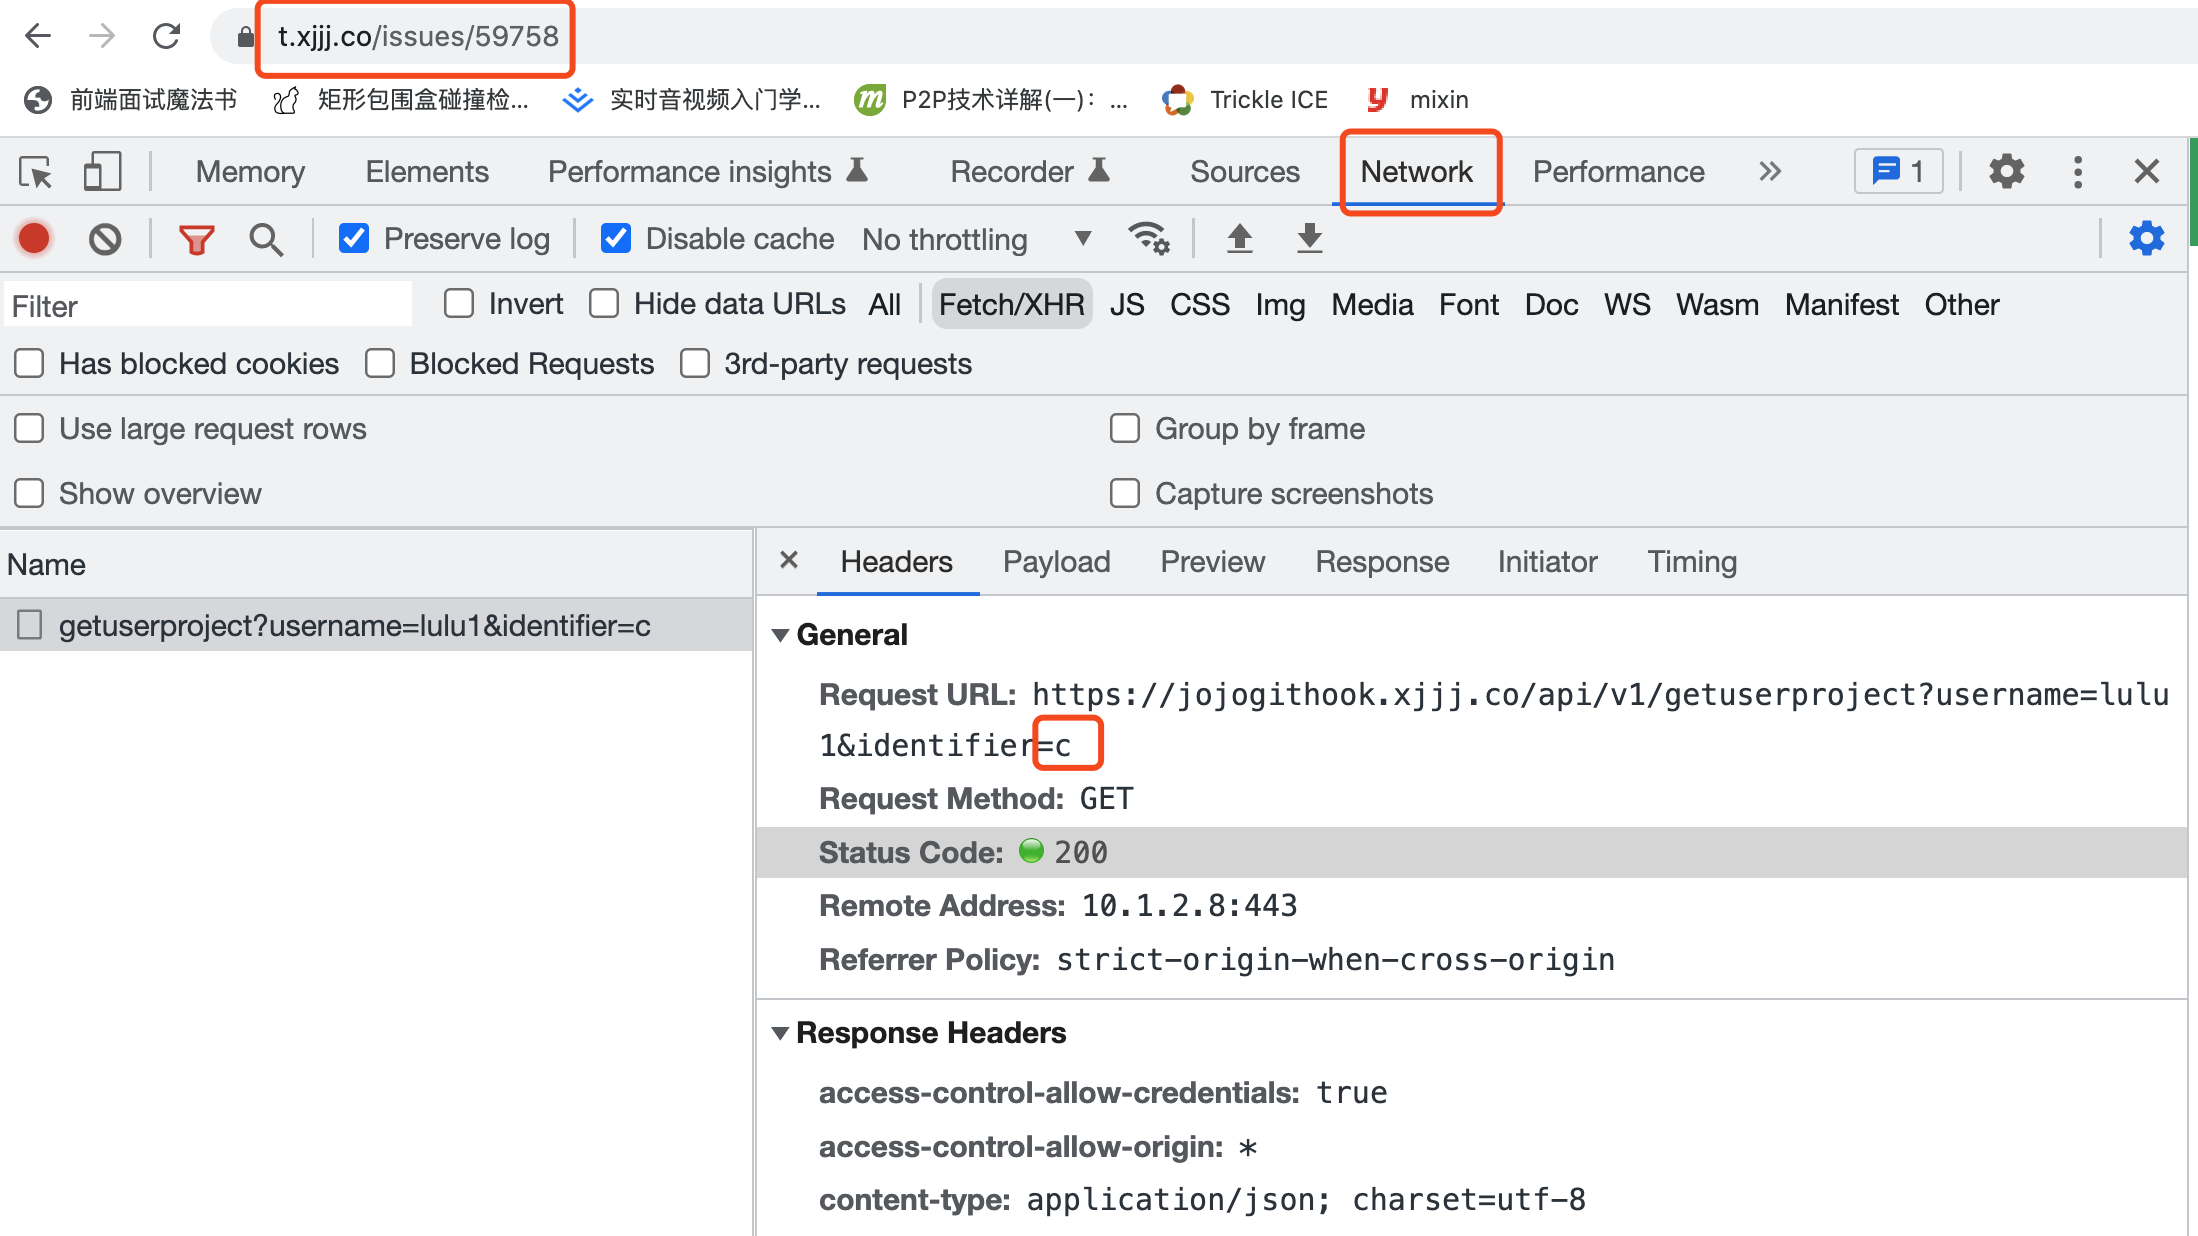 t.xjjj.co/issues/59758
前端面试魔法书 矩形包围盒碰撞检... 实时音视频入门学... P2P技术详解(一)：... Trickle ICE mixin
Memory Elements Performance insights Recorder Sources Network Performance 1
Preserve log Disable cache No throttling
Filter Invert Hide data URLs All Fetch/XHR JS CSS Img Media Font Doc WS Wasm Manifest Other
Has blocked cookies Blocked Requests 3rd-party requests
Use large request rows Group by frame
Show overview Capture screenshots
Name
getuserproject?username=lulu1&identifier=c
Headers Payload Preview Response Initiator Timing
General
Request URL: https://jojogithook.xjjj.co/api/v1/getuserproject?username=lulu
1&identifier=c
Request Method: GET
Status Code: 200
Remote Address: 10.1.2.8:443
Referrer Policy: strict-origin-when-cross-origin
Response Headers
access-control-allow-credentials: true
access-control-allow-origin: *
content-type: application/json; charset=utf-8